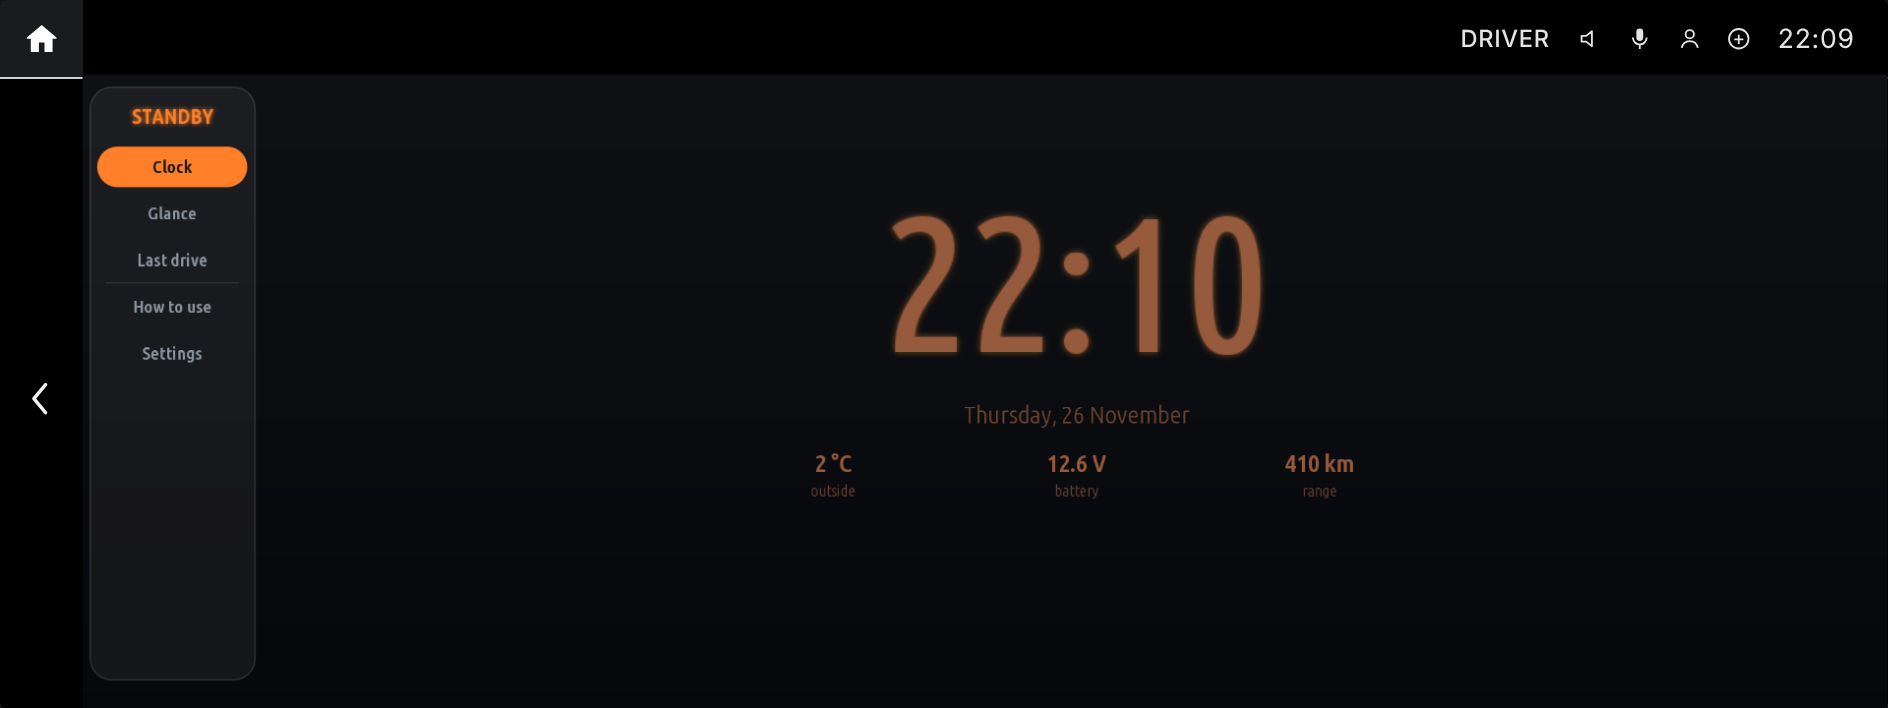 DRIVER 22:09
STANDBY
Clock
Glance
Last drive
How to use
Settings
22:10
Thursday, 26 November
2 °C 12.6 V 410 km
outside battery range